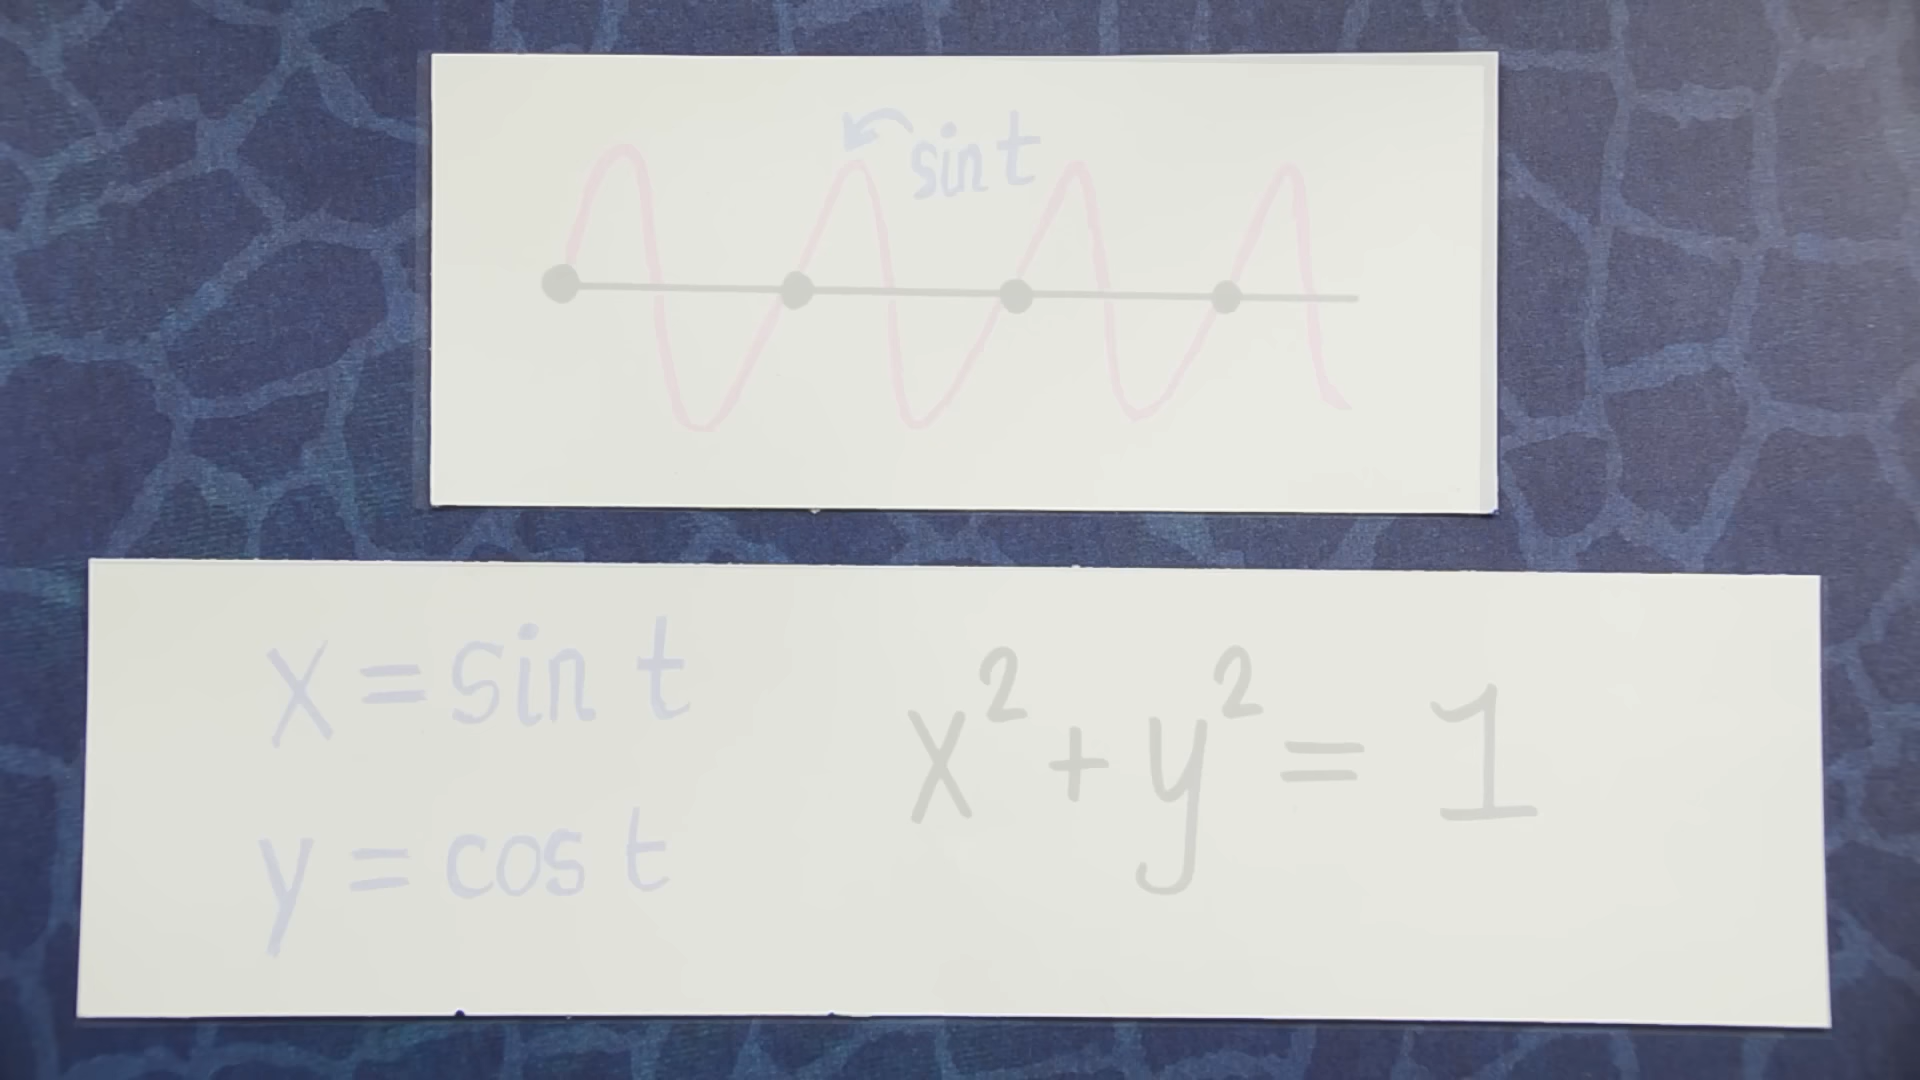 sin t
x = sin t
y = cos t
x² + y² = 1